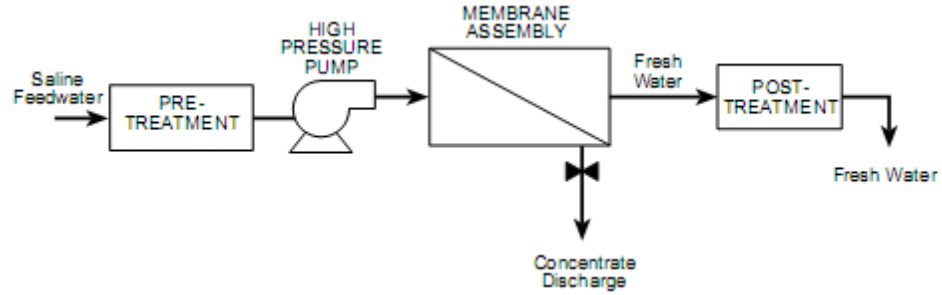 Saline
Feedwater
PRE-
TREATMENT
HIGH
PRESSURE
PUMP
MEMBRANE
ASSEMBLY
Fresh
Water
POST-
TREATMENT
Fresh Water
Concentrate
Discharge